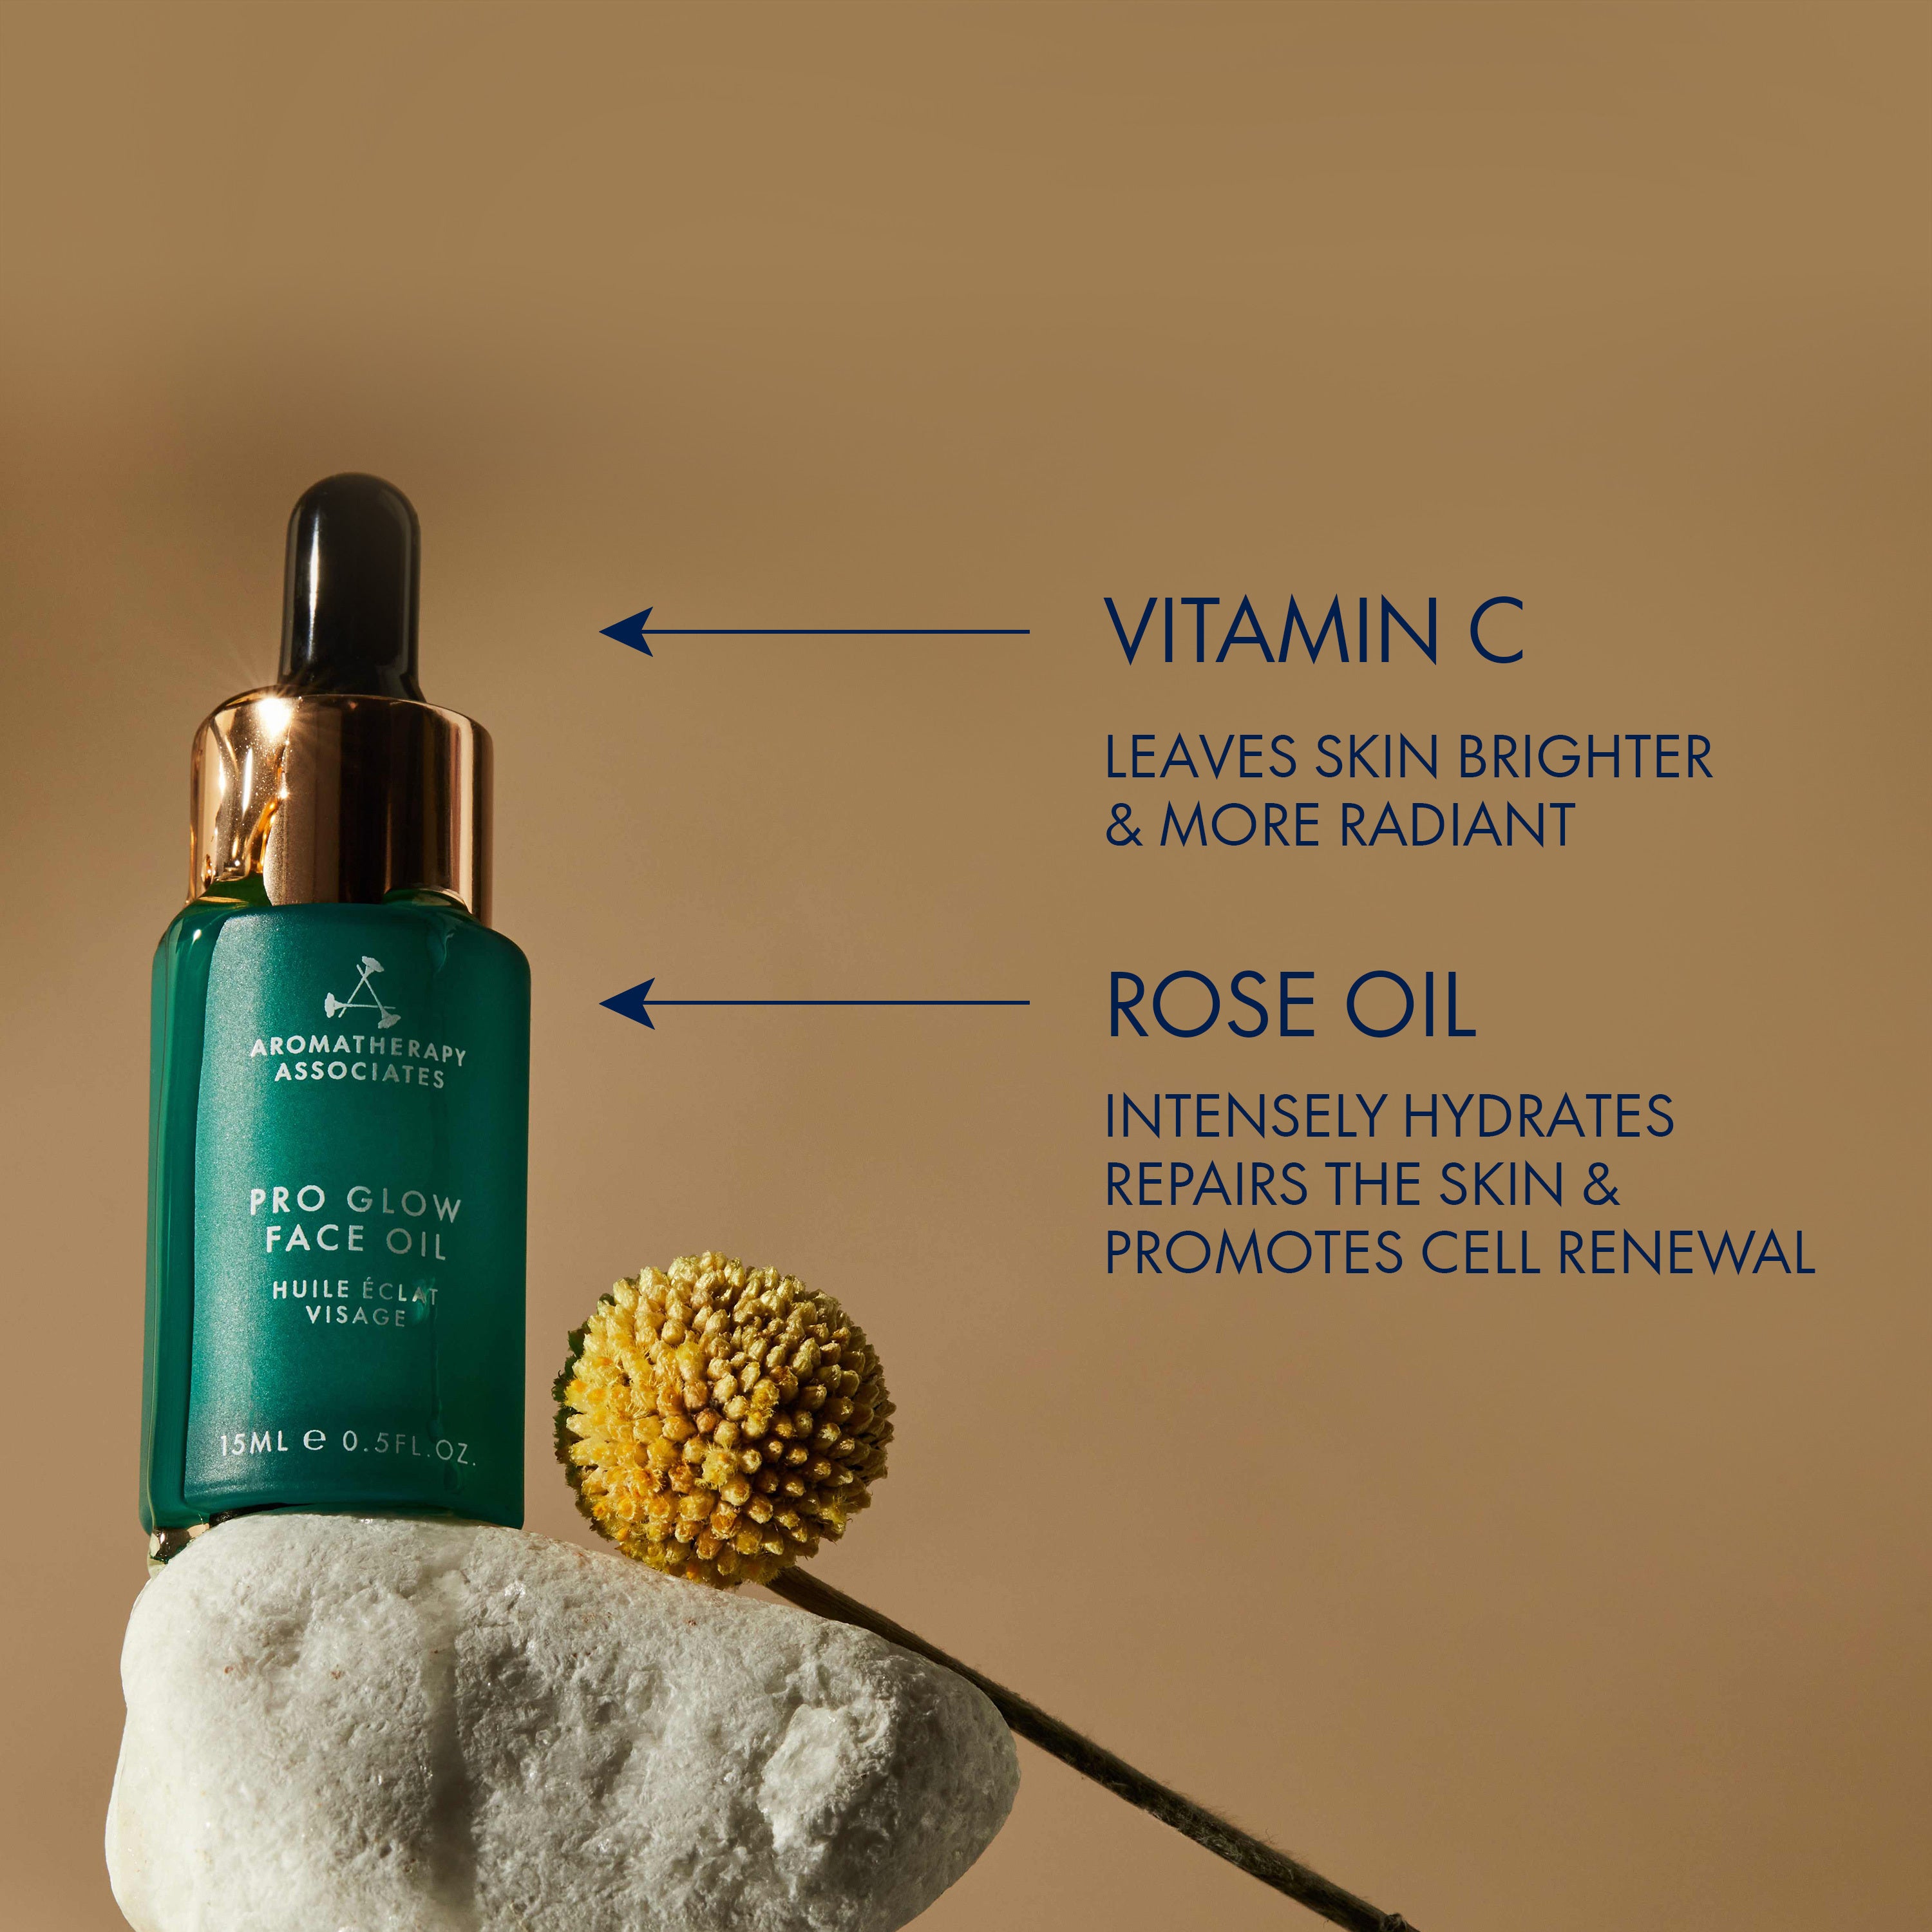 VITAMIN C
LEAVES SKIN BRIGHTER
& MORE RADIANT
ROSE OIL
INTENSELY HYDRATES
REPAIRS THE SKIN &
PROMOTES CELL RENEWAL
AROMATHERAPY
ASSOCIATES
PRO GLOW
FACE OIL
HUILE ÉCLAT
VISAGE
15ML e 0.5FL.OZ.